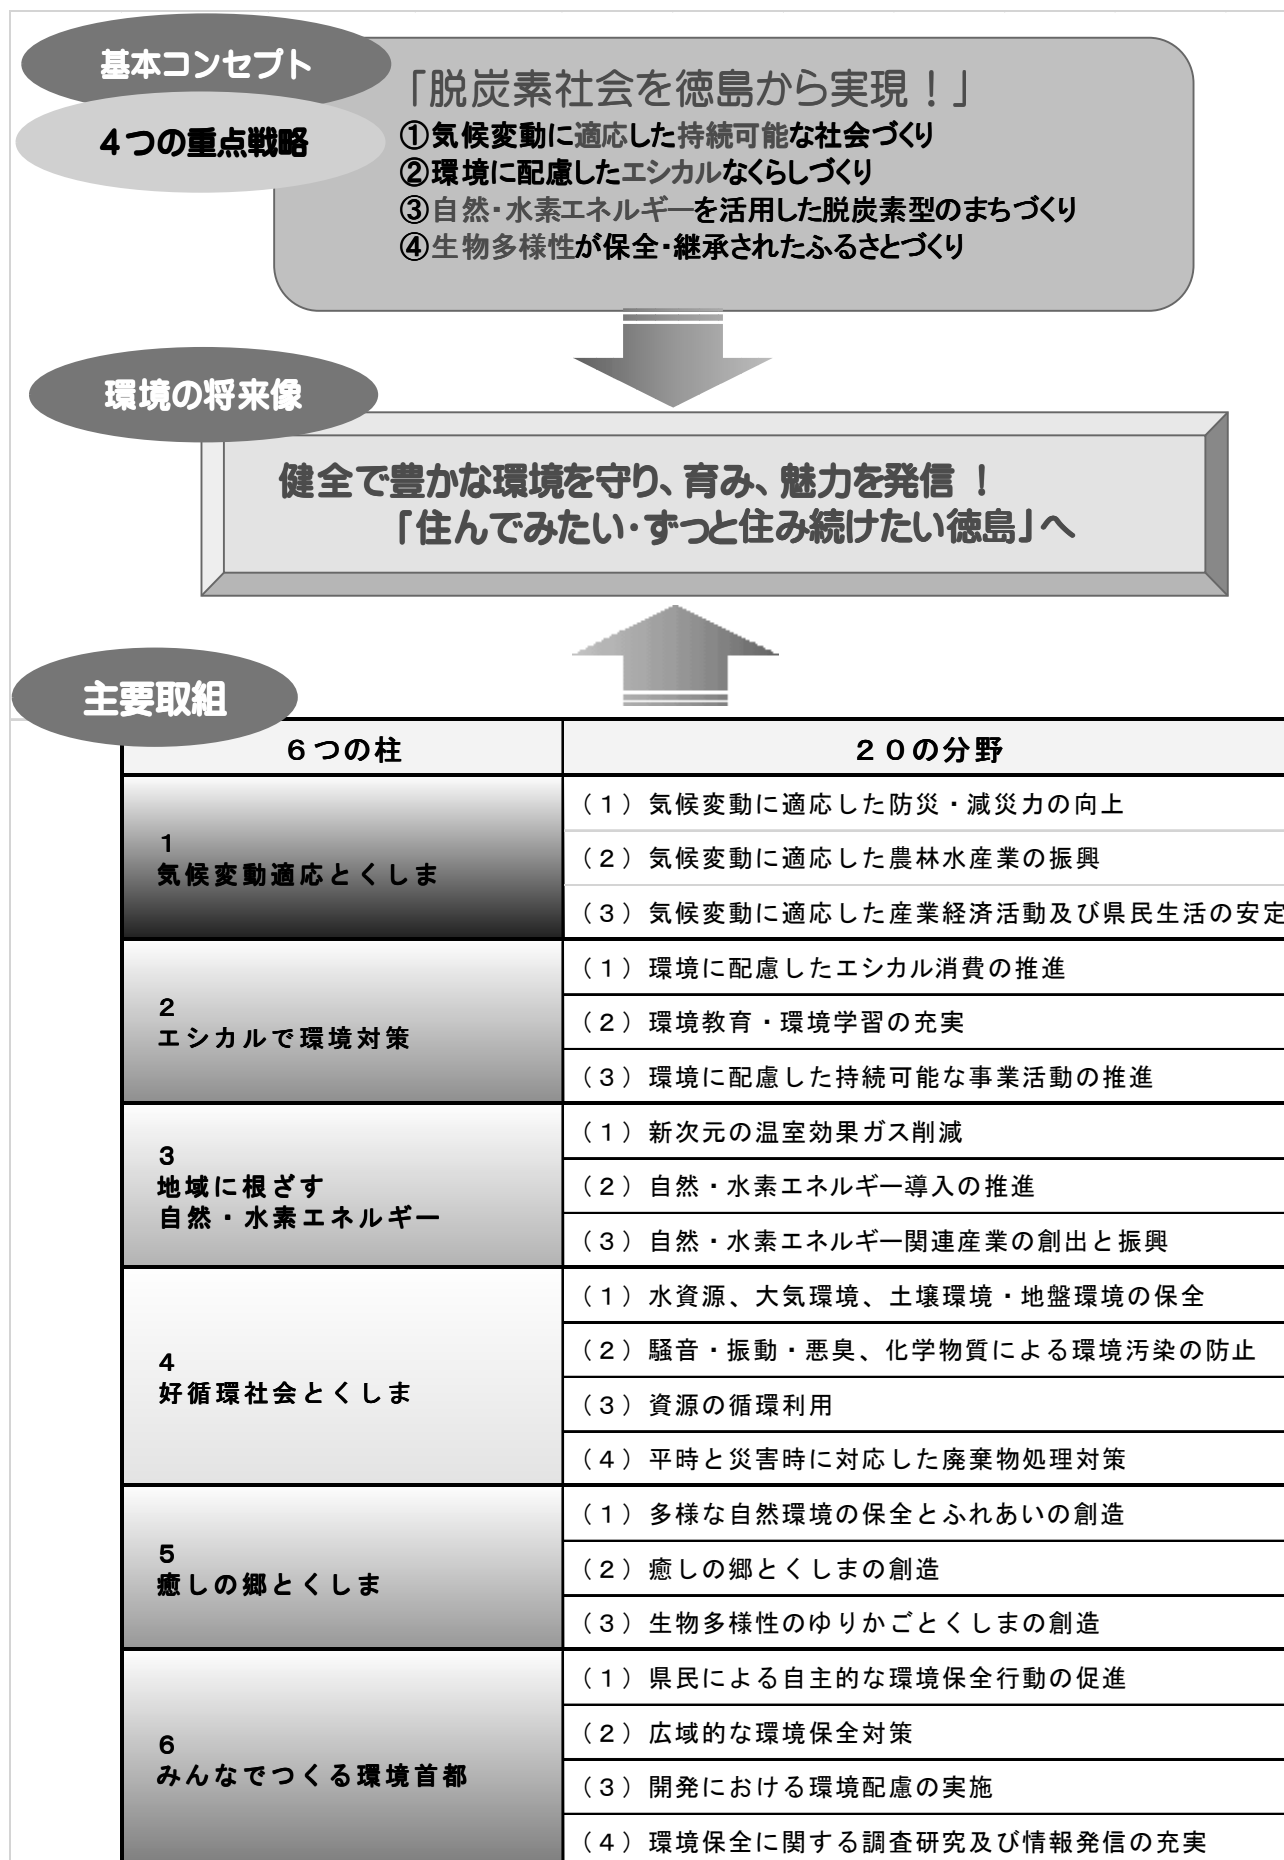 基本コンセプト
「脱炭素社会を徳島から実現！」
４つの重点戦略
①気候変動に適応した持続可能な社会づくり
②環境に配慮したエシカルなくらしづくり
③自然・水素エネルギーを活用した脱炭素型のまちづくり
④生物多様性が保全・継承されたふるさとづくり
環境の将来像
健全で豊かな環境を守り、育み、魅力を発信 ！
「住んでみたい・ずっと住み続けたい徳島」へ
主要取組
６つの柱
２０の分野
1
気候変動適応とくしま
（１）気候変動に適応した防災・減災力の向上
（２）気候変動に適応した農林水産業の振興
（３）気候変動に適応した産業経済活動及び県民生活の安定
2
エシカルで環境対策
（１）環境に配慮したエシカル消費の推進
（２）環境教育・環境学習の充実
（３）環境に配慮した持続可能な事業活動の推進
3
地域に根ざす
自然・水素エネルギー
（１）新次元の温室効果ガス削減
（２）自然・水素エネルギー導入の推進
（３）自然・水素エネルギー関連産業の創出と振興
4
好循環社会とくしま
（１）水資源、大気環境、土壌環境・地盤環境の保全
（２）騒音・振動・悪臭、化学物質による環境汚染の防止
（３）資源の循環利用
（４）平時と災害時に対応した廃棄物処理対策
5
癒しの郷とくしま
（１）多様な自然環境の保全とふれあいの創造
（２）癒しの郷とくしまの創造
（３）生物多様性のゆりかごとくしまの創造
6
みんなでつくる環境首都
（１）県民による自主的な環境保全行動の促進
（２）広域的な環境保全対策
（３）開発における環境配慮の実施
（４）環境保全に関する調査研究及び情報発信の充実